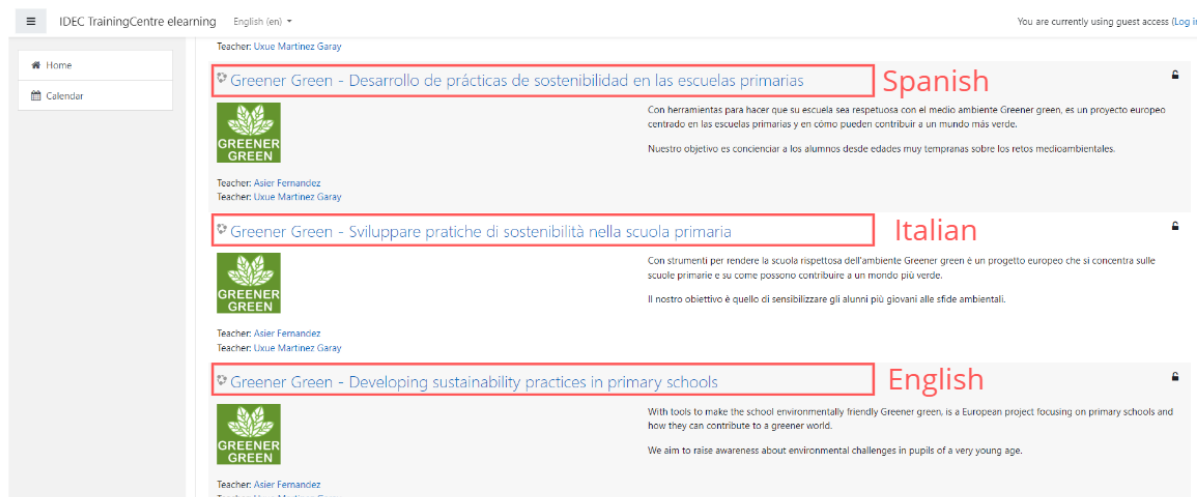 IDEC TrainingCentre elearning English (en)
You are currently using guest access (Log in
Home
Calendar
Teacher: Uxue Martinez Garay
Greener Green - Desarrollo de prácticas de sostenibilidad en las escuelas primarias
Spanish
GREENER
GREEN
Con herramientas para hacer que su escuela sea respetuosa con el medio ambiente Greener green, es un proyecto europeo
centrado en las escuelas primarias y en cómo pueden contribuir a un mundo más verde.
Nuestro objetivo es concienciar a los alumnos desde edades muy tempranas sobre los retos medioambientales.
Teacher: Asier Fernandez
Teacher: Uxue Martinez Garay
Greener Green - Sviluppare pratiche di sostenibilità nella scuola primaria
Italian
GREENER
GREEN
Con strumenti per rendere la scuola rispettosa dell'ambiente Greener green è un progetto europeo che si concentra sulle
scuole primarie e su come possono contribuire a un mondo più verde.
Il nostro obiettivo è quello di sensibilizzare gli alunni più giovani alle sfide ambientali.
Teacher: Asier Fernandez
Teacher: Uxue Martinez Garay
Greener Green - Developing sustainability practices in primary schools
English
GREENER
GREEN
With tools to make the school environmentally friendly Greener green, is a European project focusing on primary schools and
how they can contribute to a greener world.
We aim to raise awareness about environmental challenges in pupils of a very young age.
Teacher: Asier Fernandez